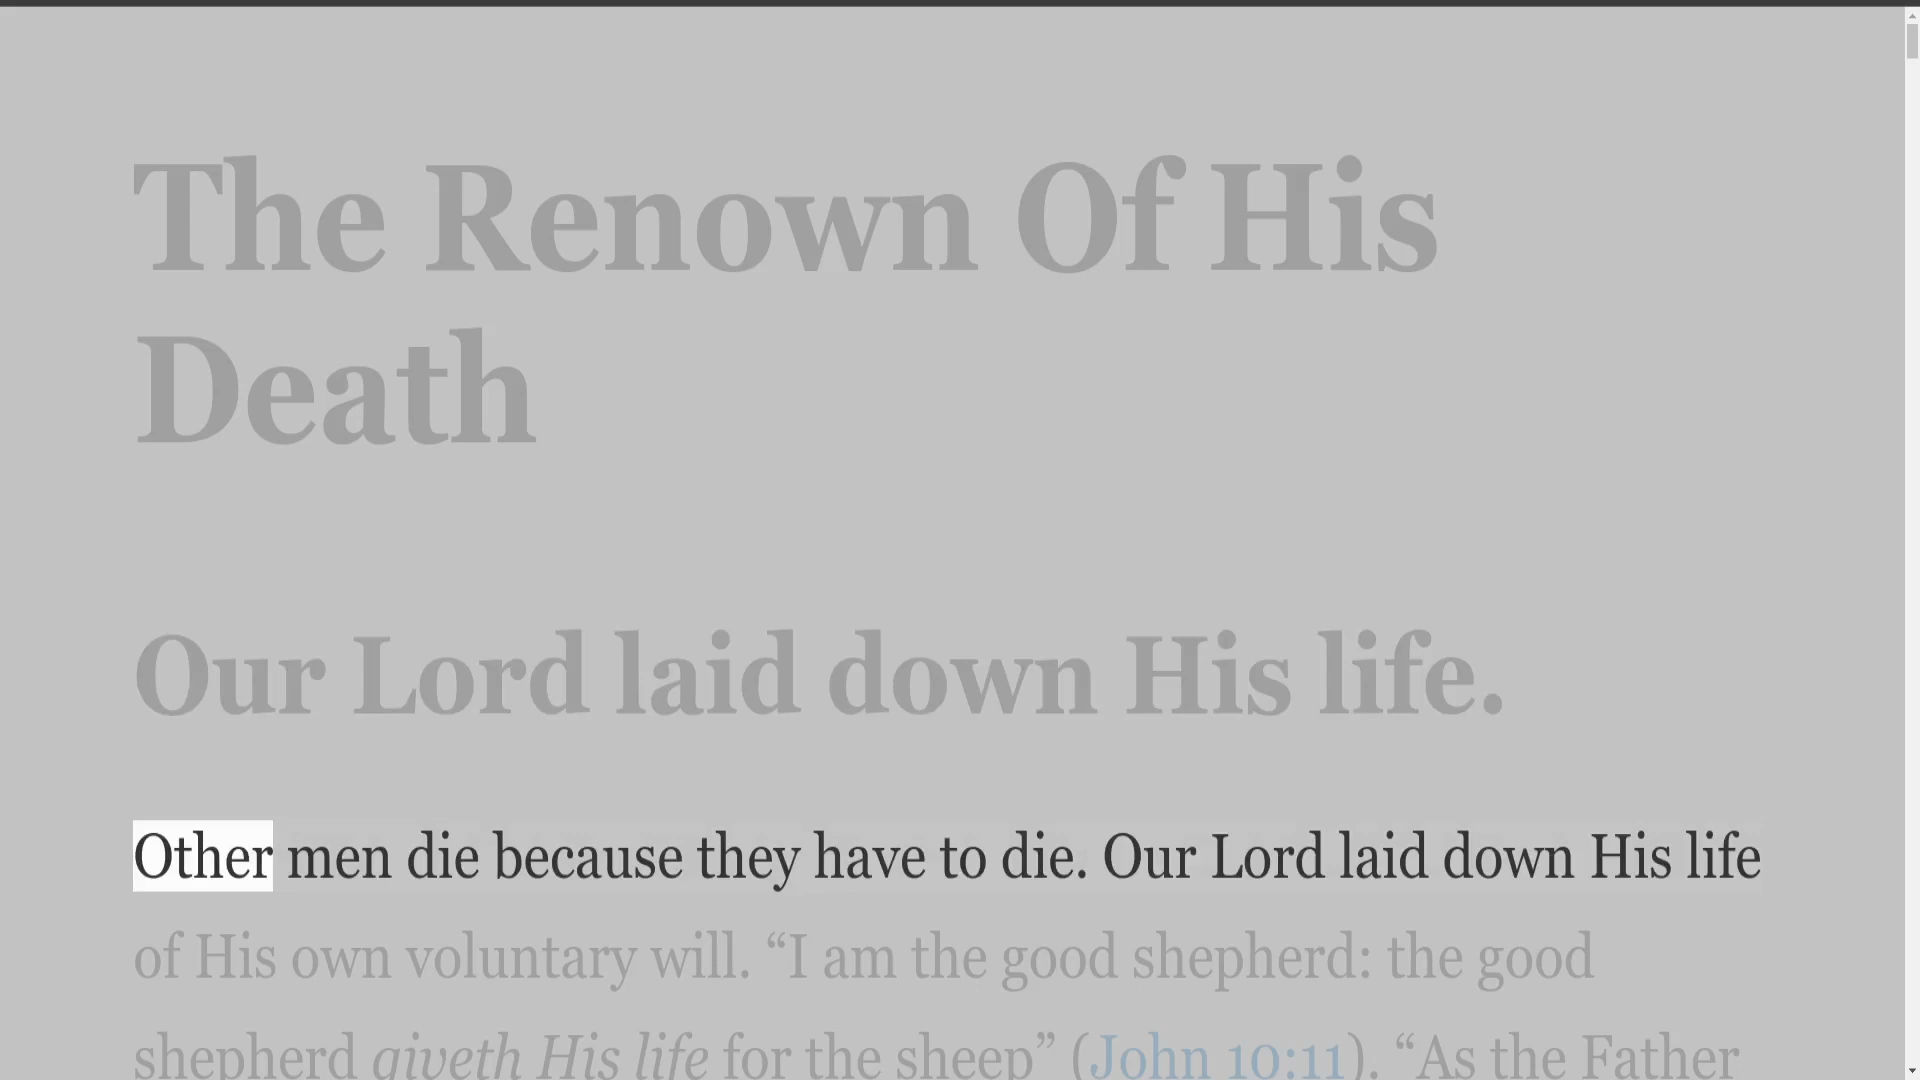 The Renown Of His
Death
Our Lord laid down His life.
Other men die because they have to die. Our Lord laid down His life
of His own voluntary will. “I am the good shepherd: the good
shepherd giveth His life for the sheep” (John 10:11). “As the Father